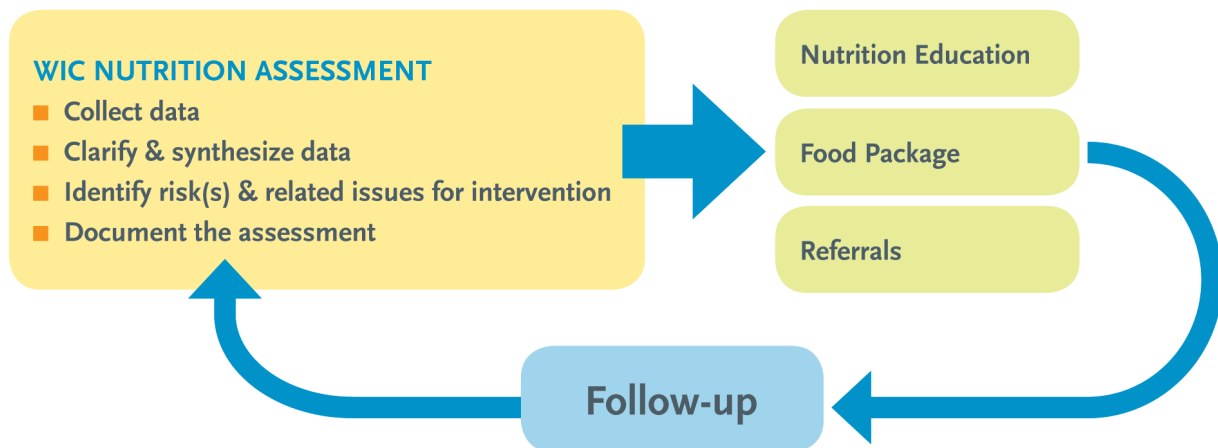 WIC NUTRITION ASSESSMENT
Collect data
Clarify & synthesize data
Identify risk(s) & related issues for intervention
Document the assessment
Nutrition Education
Food Package
Referrals
Follow-up